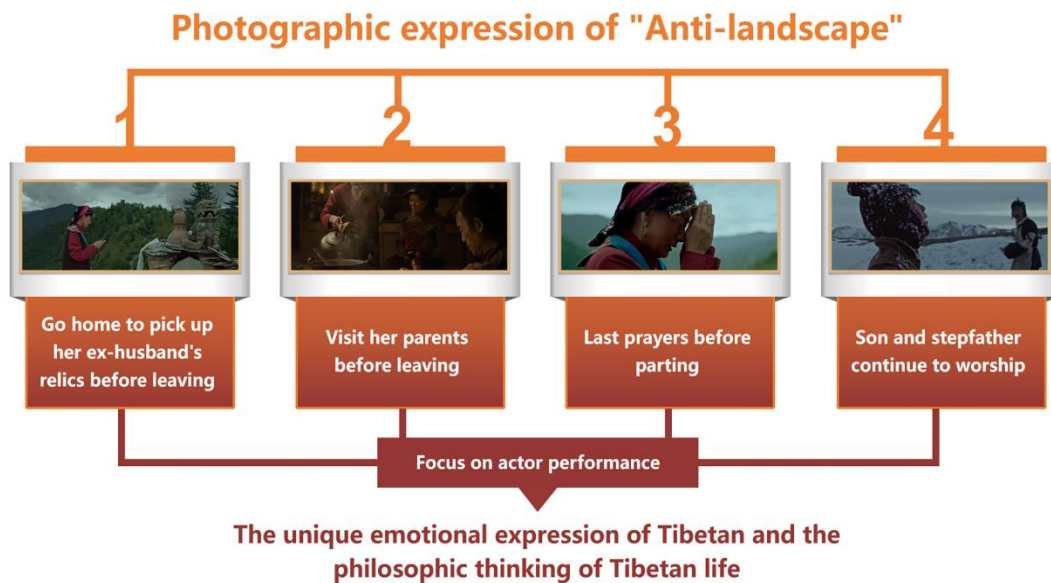 Photographic expression of "Anti-landscape"
1
2
3
4
Go home to pick up
her ex-husband's
relics before leaving
Visit her parents
before leaving
Last prayers before
parting
Son and stepfather
continue to worship
Focus on actor performance
The unique emotional expression of Tibetan and the
philosophic thinking of Tibetan life